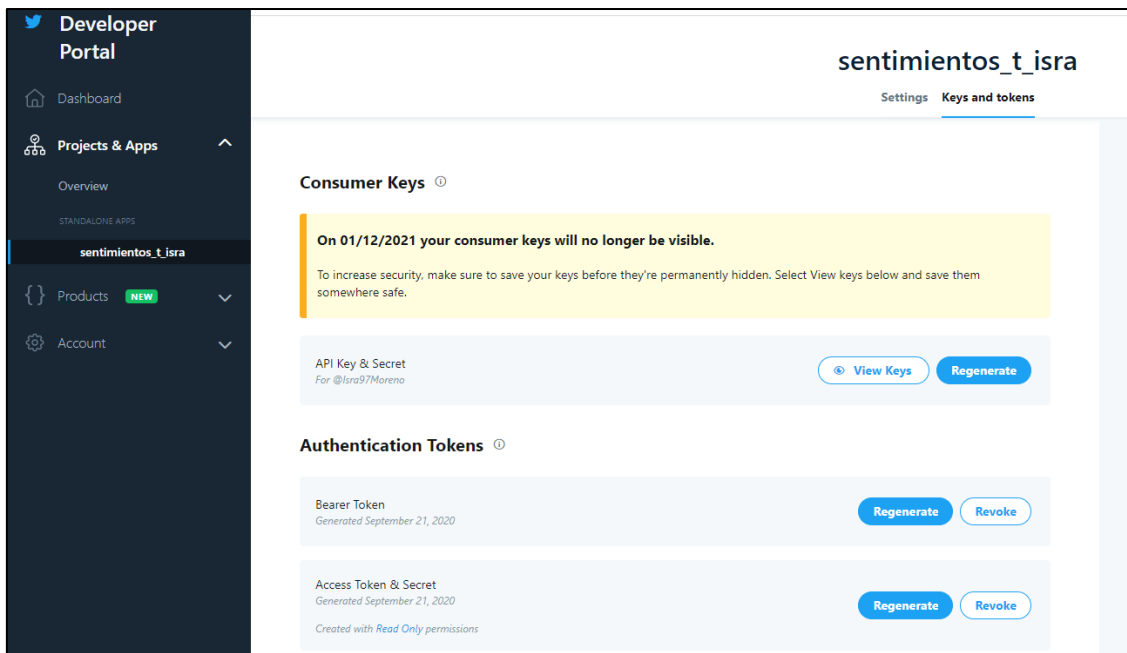 Developer
Portal
Dashboard
Projects & Apps
Overview
STANDALONE APPS
sentimientos_t_isra
Products NEW
Account
sentimientos_t_isra
Settings Keys and tokens
Consumer Keys
On 01/12/2021 your consumer keys will no longer be visible.
To increase security, make sure to save your keys before they're permanently hidden. Select View keys below and save them
somewhere safe.
API Key & Secret
For @Isra97Moreno
View Keys Regenerate
Authentication Tokens
Bearer Token
Generated September 21, 2020
Regenerate Revoke
Access Token & Secret
Generated September 21, 2020
Created with Read Only permissions
Regenerate Revoke